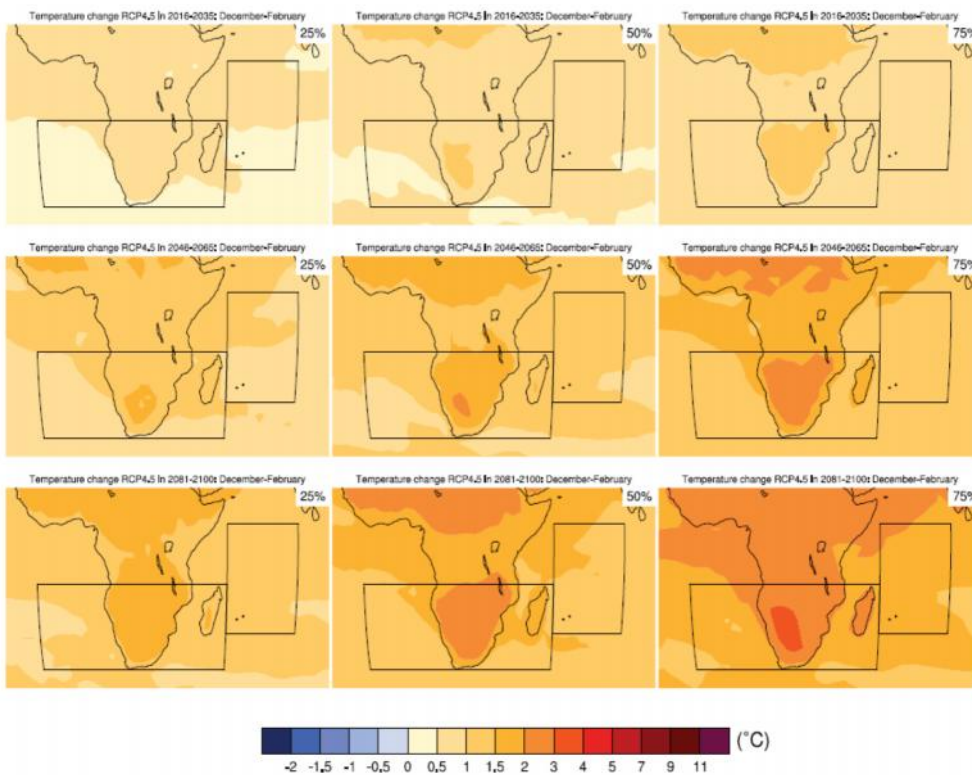 Temperature change RCP4.5 in 2016-2035: December-February
25%
Temperature change RCP4.5 in 2016-2035: December-February
50%
Temperature change RCP4.5 in 2016-2035: December-February
75%
Temperature change RCP4.5 in 2046-2065: December-February
25%
Temperature change RCP4.5 in 2046-2065: December-February
50%
Temperature change RCP4.5 in 2046-2065: December-February
75%
Temperature change RCP4.5 in 2081-2100: December-February
25%
Temperature change RCP4.5 in 2081-2100: December-February
50%
Temperature change RCP4.5 in 2081-2100: December-February
75%
(°C)
-2 -1.5 -1 -0.5 0 0.5 1 1.5 2 3 4 5 7 9 11